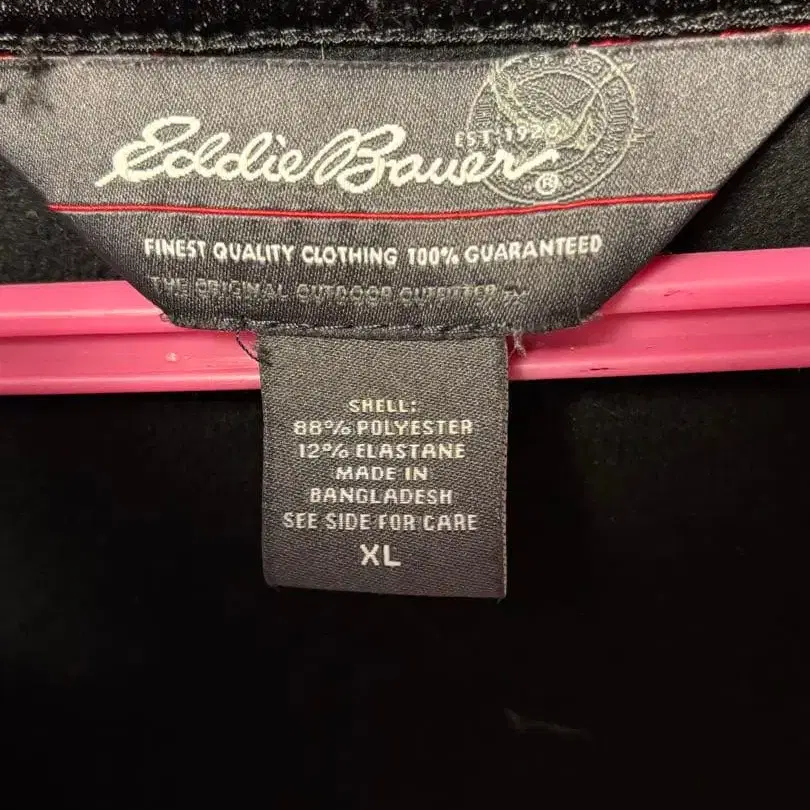 EST. 1920
Eddie Bauer®
FINEST QUALITY CLOTHING 100% GUARANTEED
THE ORIGINAL OUTDOOR OUTFITTER™
SHELL:
88% POLYESTER
12% ELASTANE
MADE IN
BANGLADESH
SEE SIDE FOR CARE
XL